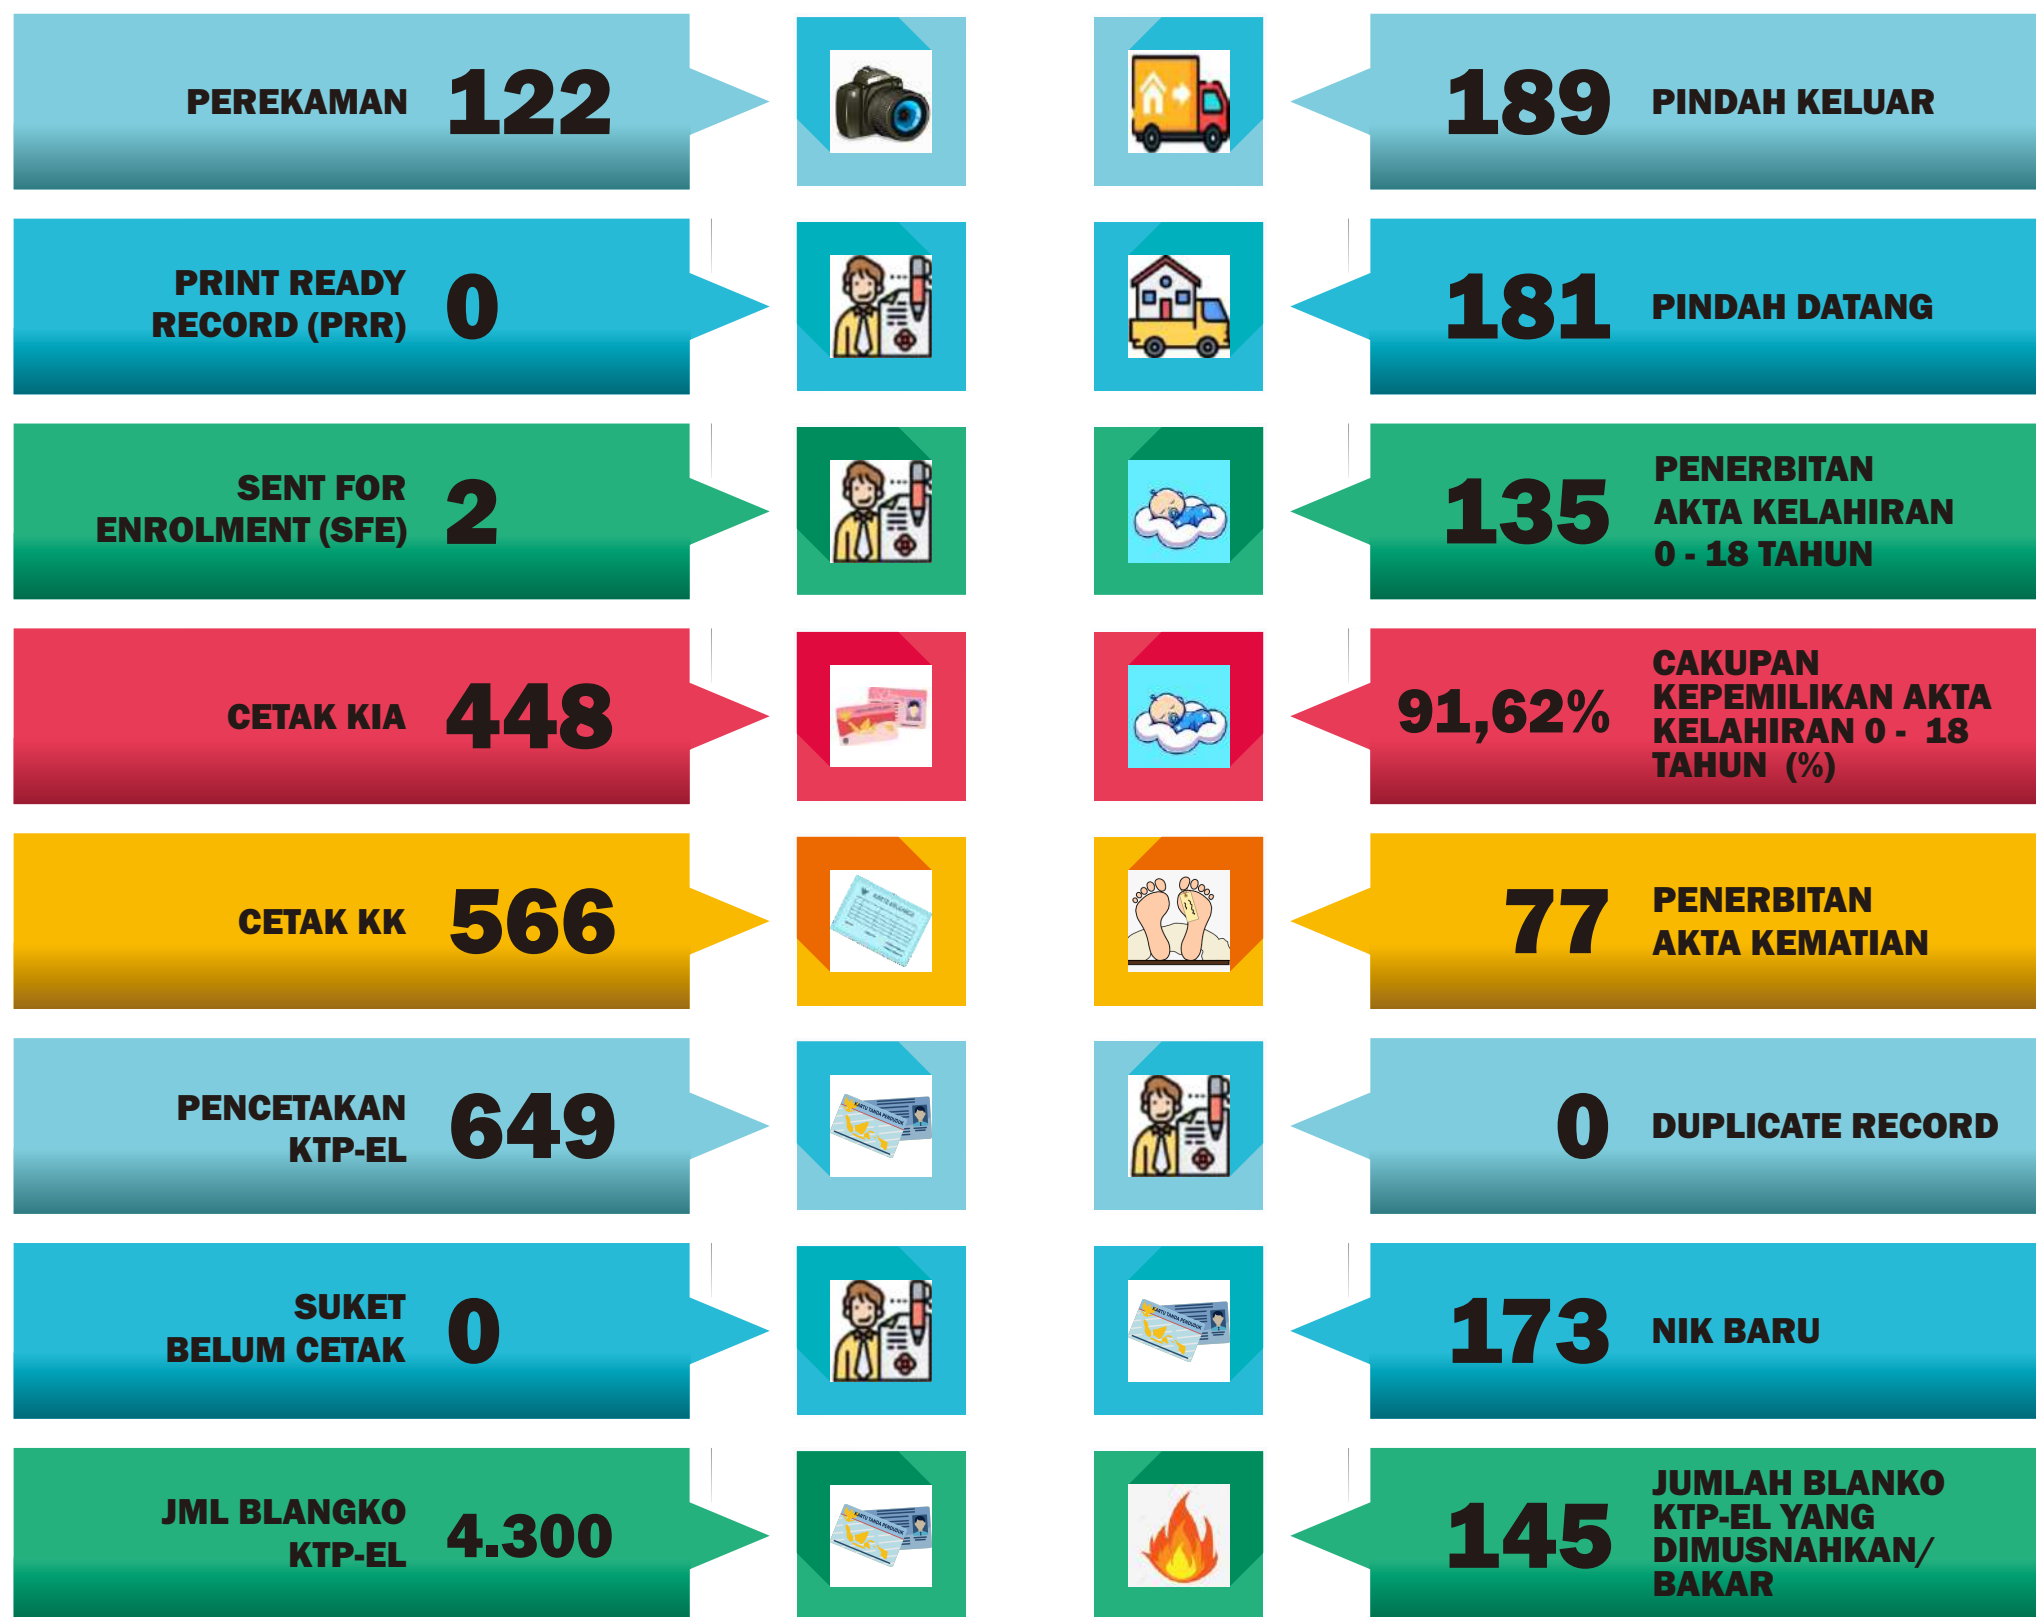 PEREKAMAN 122
189 PINDAH KELUAR
PRINT READY
RECORD (PRR) 0
181 PINDAH DATANG
SENT FOR
ENROLMENT (SFE) 2
135 PENERBITAN
AKTA KELAHIRAN
0 - 18 TAHUN
CETAK KIA 448
91,62% CAKUPAN
KEPEMILIKAN AKTA
KELAHIRAN 0 - 18
TAHUN (%)
CETAK KK 566
77 PENERBITAN
AKTA KEMATIAN
PENCETAKAN
KTP-EL 649
0 DUPLICATE RECORD
SUKET
BELUM CETAK 0
173 NIK BARU
JML BLANGKO
KTP-EL 4.300
145 JUMLAH BLANKO
KTP-EL YANG
DIMUSNAHKAN/
BAKAR